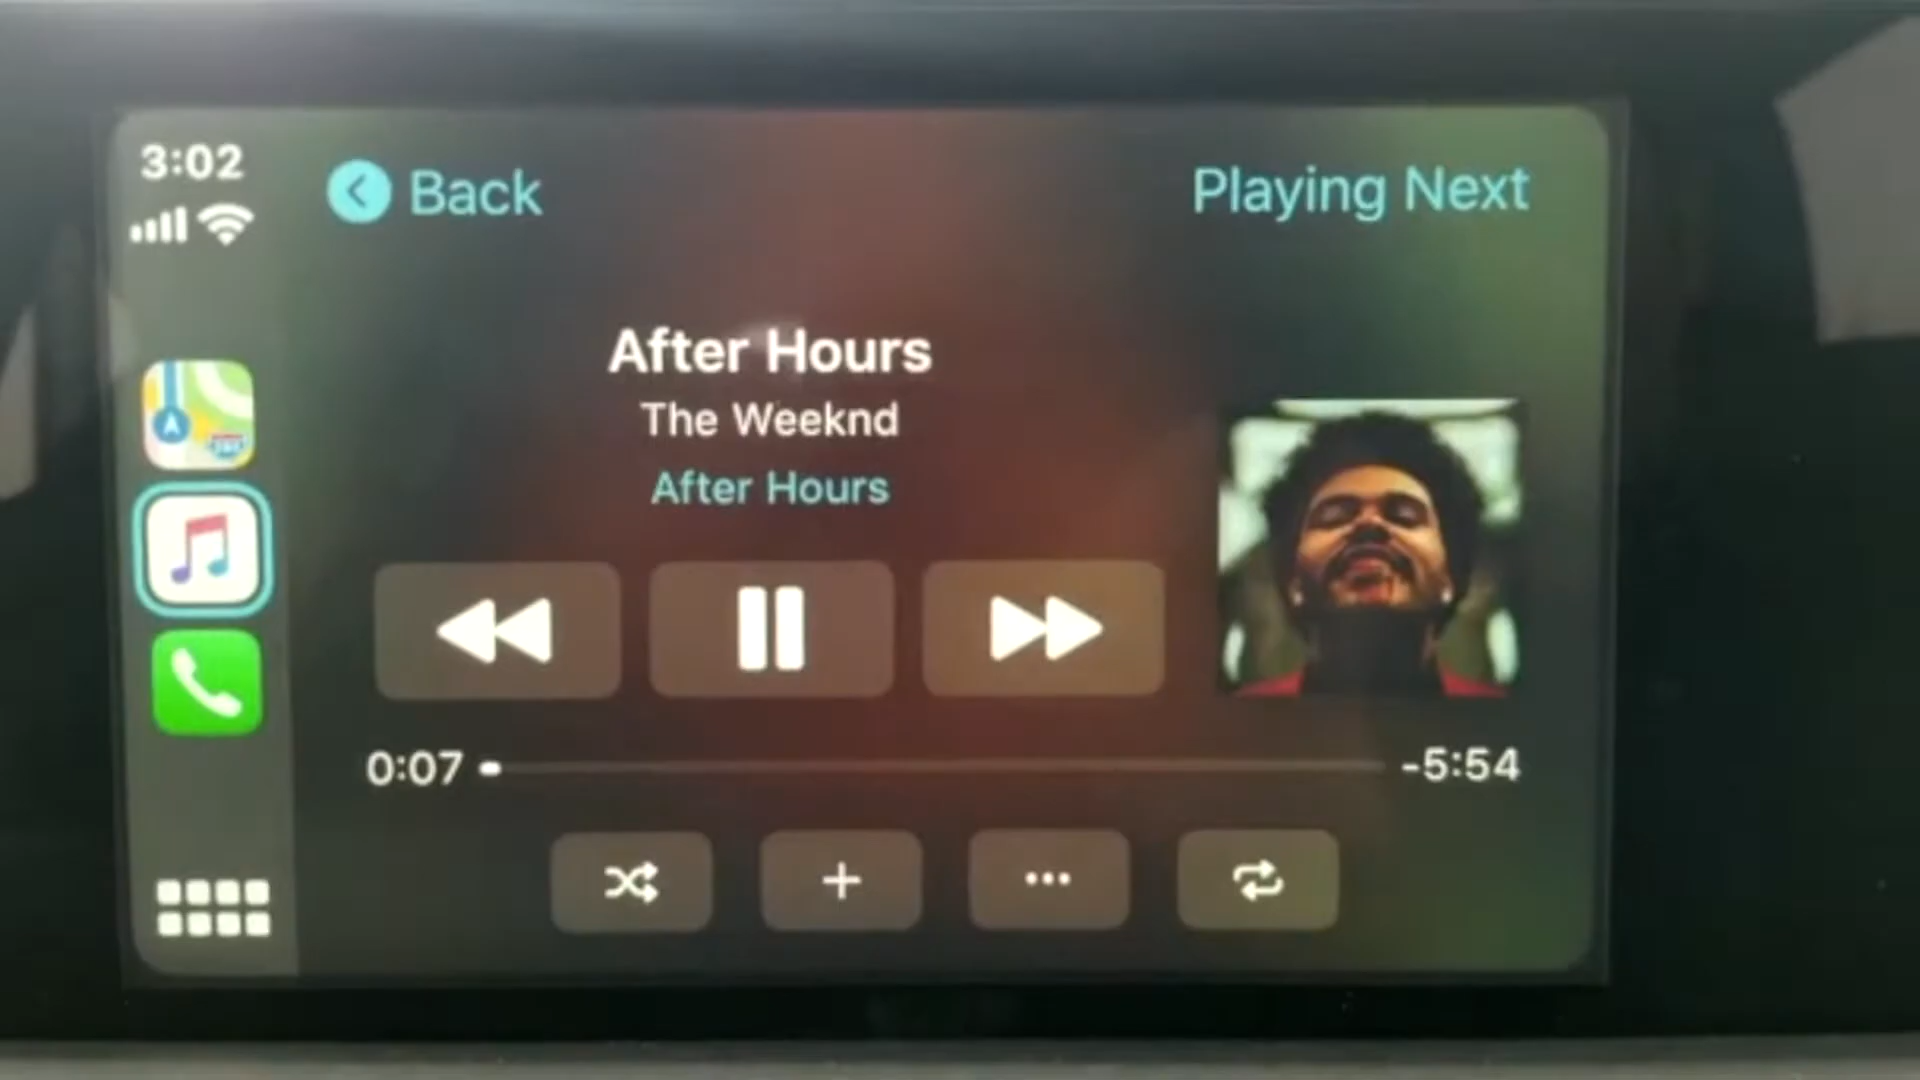 3:02
Back
Playing Next
After Hours
The Weeknd
After Hours
0:07
-5:54